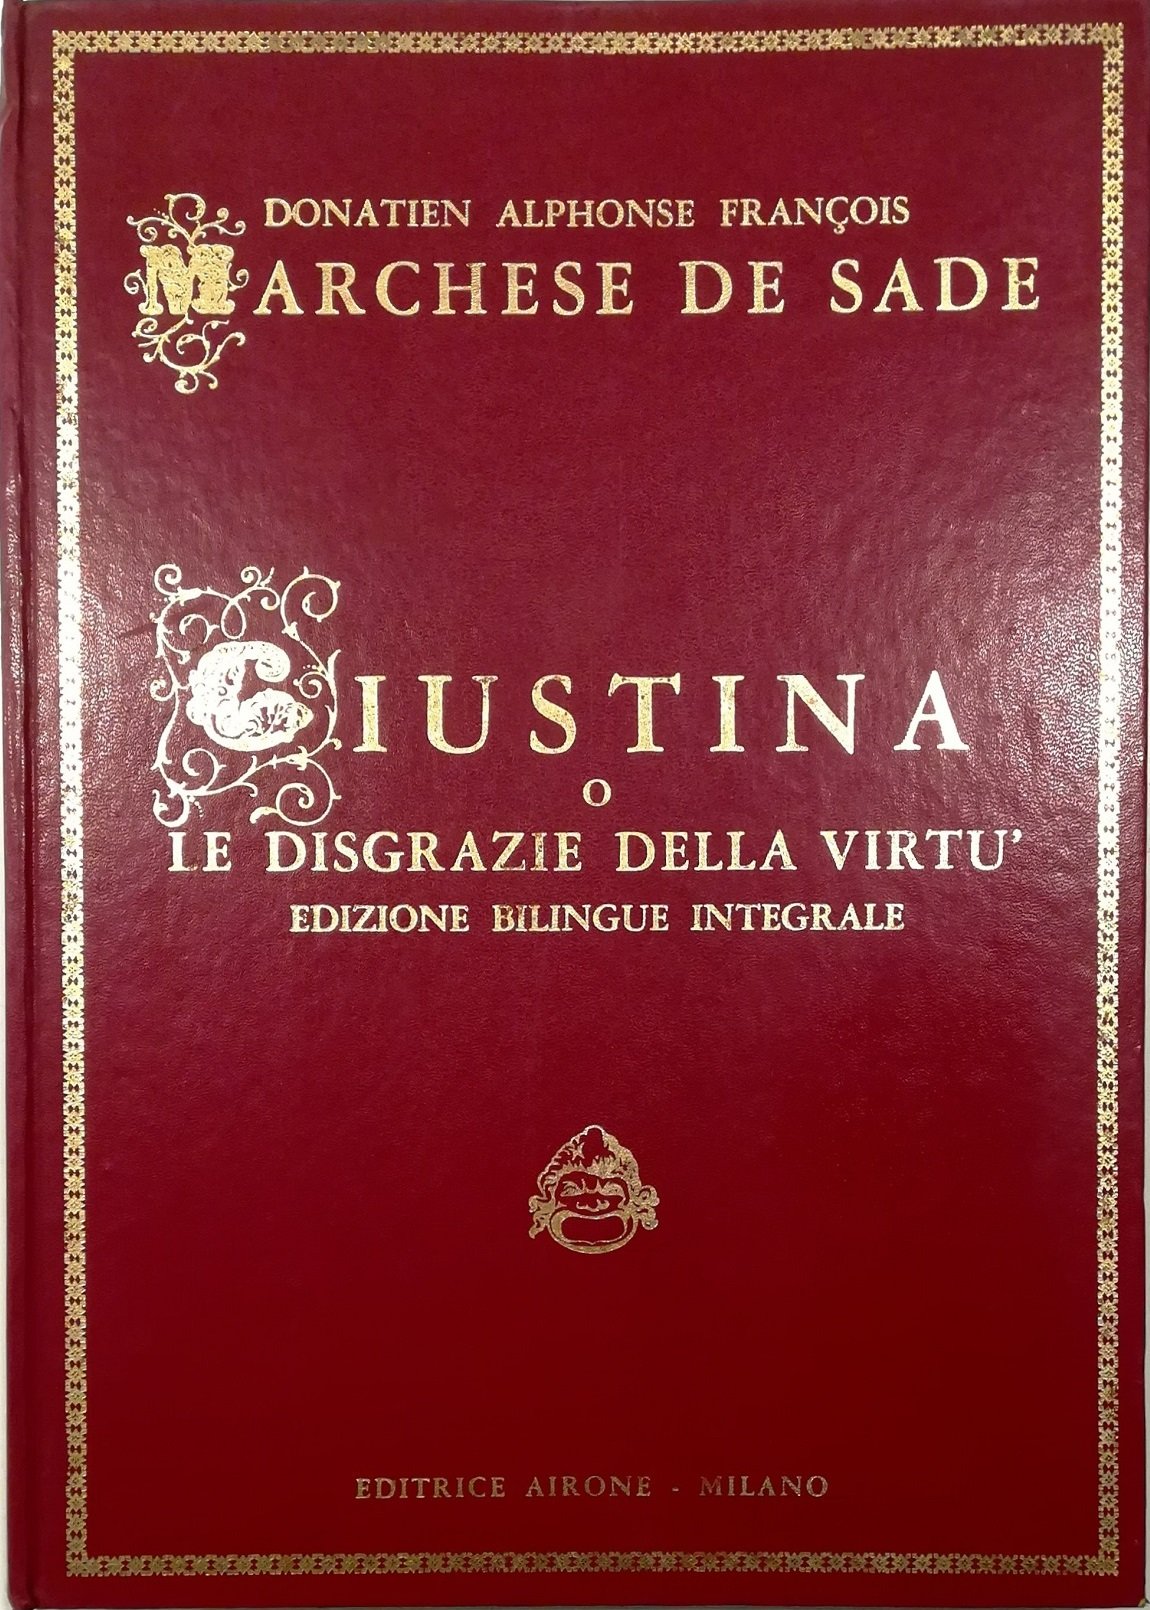 DONATIEN ALPHONSE FRANÇOIS
MARCHESE DE SADE
GIUSTINA
O
LE DISGRAZIE DELLA VIRTU'
EDIZIONE BILINGUE INTEGRALE
EDITRICE AIRONE - MILANO